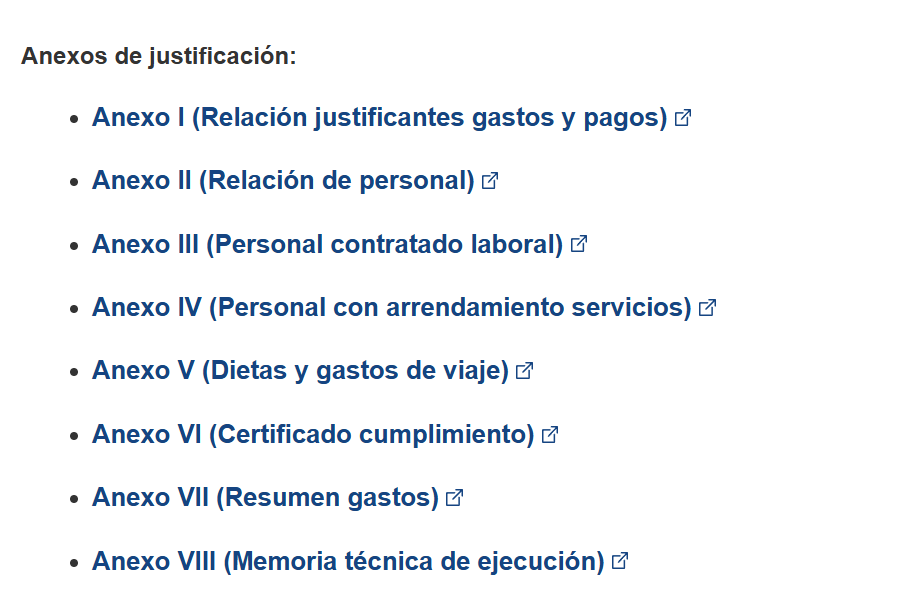 Anexos de justificación:
• Anexo I (Relación justificantes gastos y pagos)
• Anexo II (Relación de personal)
• Anexo III (Personal contratado laboral)
• Anexo IV (Personal con arrendamiento servicios)
• Anexo V (Dietas y gastos de viaje)
• Anexo VI (Certificado cumplimiento)
• Anexo VII (Resumen gastos)
• Anexo VIII (Memoria técnica de ejecución)